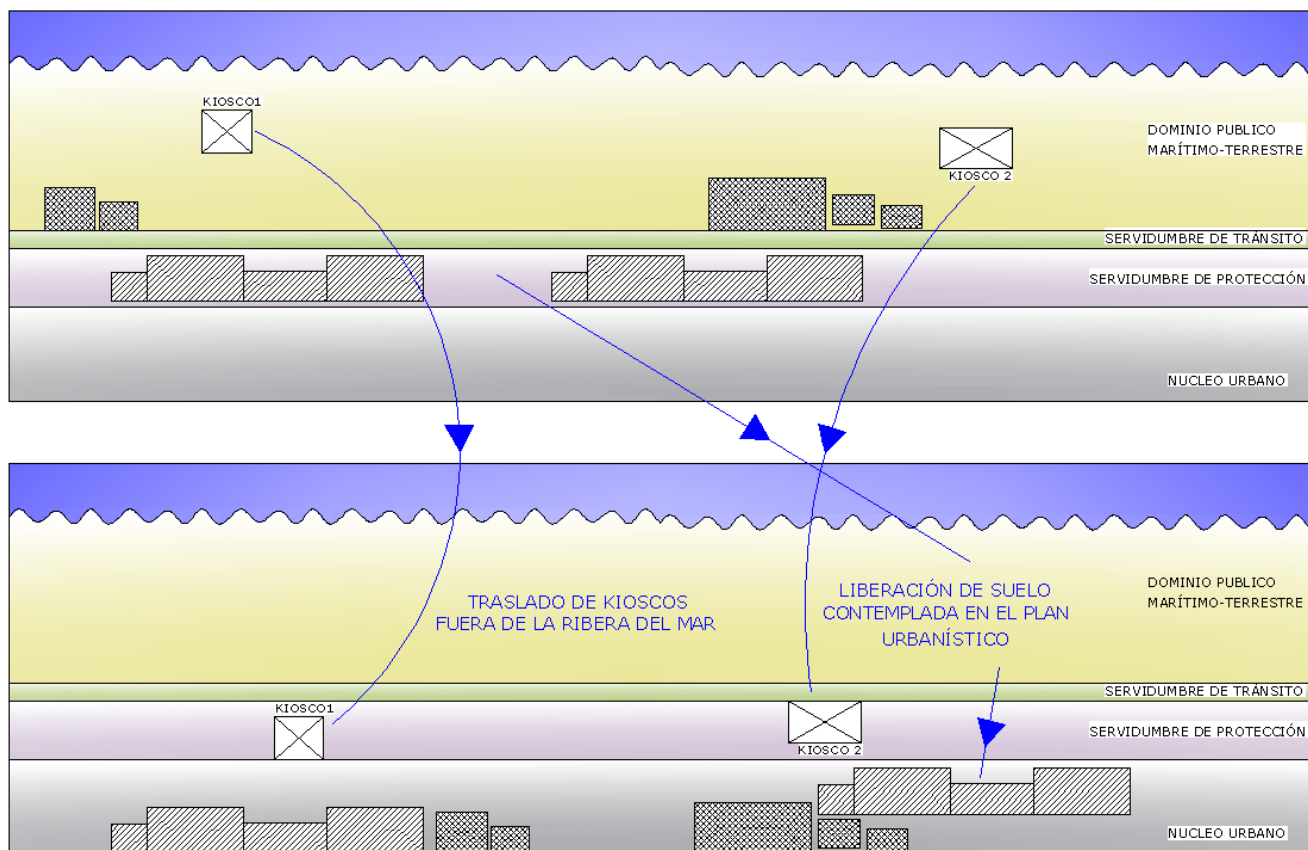 KIOSCO1
DOMINIO PUBLICO
MARÍTIMO-TERRESTRE
KIOSCO 2
SERVIDUMBRE DE TRÁNSITO
SERVIDUMBRE DE PROTECCIÓN
NUCLEO URBANO
TRASLADO DE KIOSCOS
FUERA DE LA RIBERA DEL MAR
LIBERACIÓN DE SUELO
CONTEMPLADA EN EL PLAN
URBANÍSTICO
DOMINIO PUBLICO
MARÍTIMO-TERRESTRE
SERVIDUMBRE DE TRÁNSITO
KIOSCO1
SERVIDUMBRE DE PROTECCIÓN
KIOSCO 2
NUCLEO URBANO